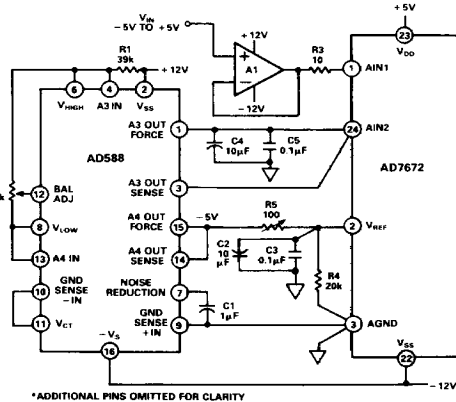 VIN
-5V TO +5V
+5V
23
VDD
R1
39k
+12V
+12V
A1
-12V
R3
10
1
AIN1
6
4
2
VHIGH
A3 IN
VSS
A3 OUT
FORCE
1
C4
10µF
C5
0.1µF
24
AIN2
AD588
AD7672
A3 OUT
SENSE
3
k
12
BAL
ADJ
A4 OUT
FORCE
15
-5V
R5
100
2
VREF
8
VLOW
13
A4 IN
A4 OUT
SENSE
14
C2
10
µF
C3
0.1µF
R4
20k
10
GND
SENSE
-IN
NOISE
REDUCTION
7
C1
1µF
11
VCT
GND
SENSE
+IN
9
3
AGND
-VS
16
VSS
22
-12V
*ADDITIONAL PINS OMITTED FOR CLARITY